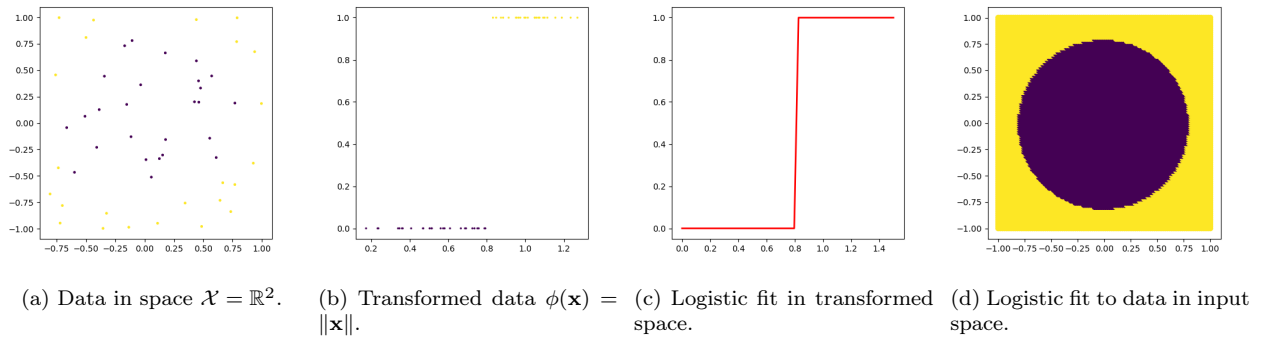 1.00
0.75
0.50
0.25
0.00
−0.25
−0.50
−0.75
−1.00
−0.75 −0.50 −0.25 0.00 0.25 0.50 0.75 1.00
1.0
0.8
0.6
0.4
0.2
0.0
0.2 0.4 0.6 0.8 1.0 1.2
1.0
0.8
0.6
0.4
0.2
0.0
0.0 0.2 0.4 0.6 0.8 1.0 1.2 1.4
1.00
0.75
0.50
0.25
0.00
−0.25
−0.50
−0.75
−1.00
−1.00 −0.75 −0.50 −0.25 0.00 0.25 0.50 0.75 1.00
(a) Data in space 𝒳 = ℝ².
(b) Transformed data ϕ(𝐱) =
‖𝐱‖.
(c) Logistic fit in transformed
space.
(d) Logistic fit to data in input
space.